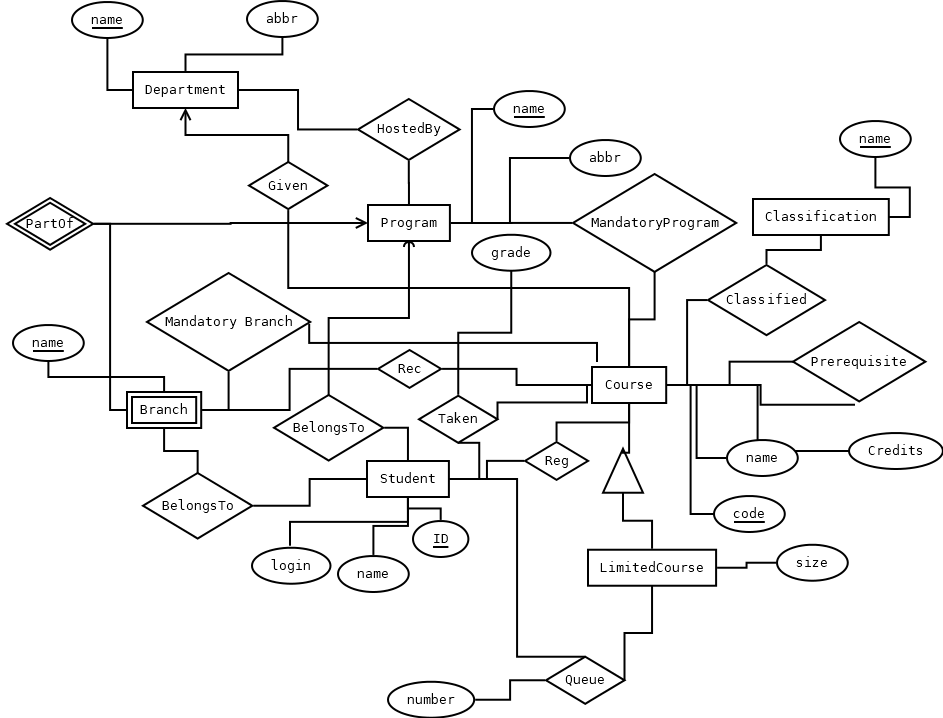 name
abbr
Department
name
HostedBy
name
abbr
Given
Classification
PartOf
Program
MandatoryProgram
grade
Classified
Mandatory Branch
name
Prerequisite
Rec
Course
Branch
Taken
BelongsTo
Credits
name
Reg
Student
BelongsTo
code
ID
login
name
LimitedCourse
size
Queue
number